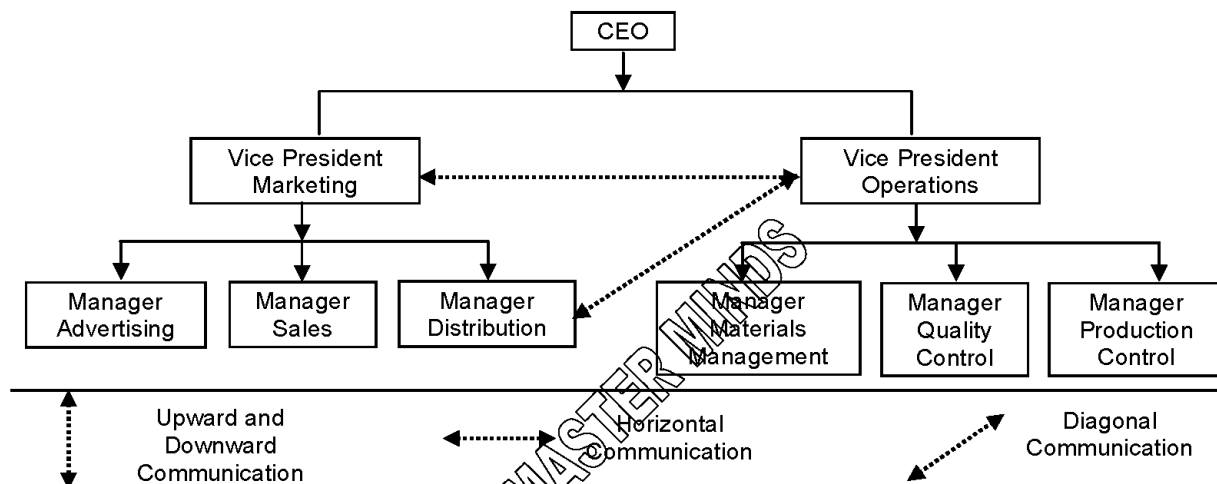 CEO
Vice President
Marketing
Vice President
Operations
Manager
Advertising
Manager
Sales
Manager
Distribution
Manager
Materials
Management
Manager
Quality
Control
Manager
Production
Control
Upward and
Downward
Communication
Horizontal
Communication
Diagonal
Communication
MASTER MINDS